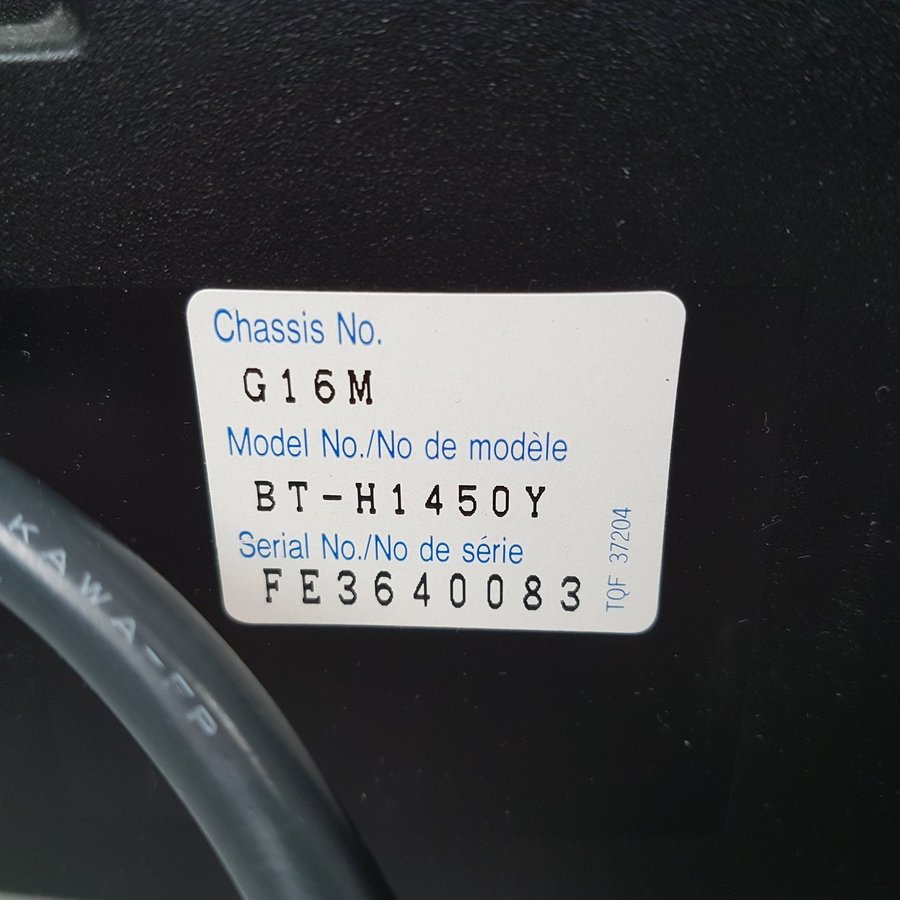 Chassis No.
G16M
Model No./No de modèle
BT-H1450Y
Serial No./No de série
FE3640083
TQF 37204
KAWA-FP